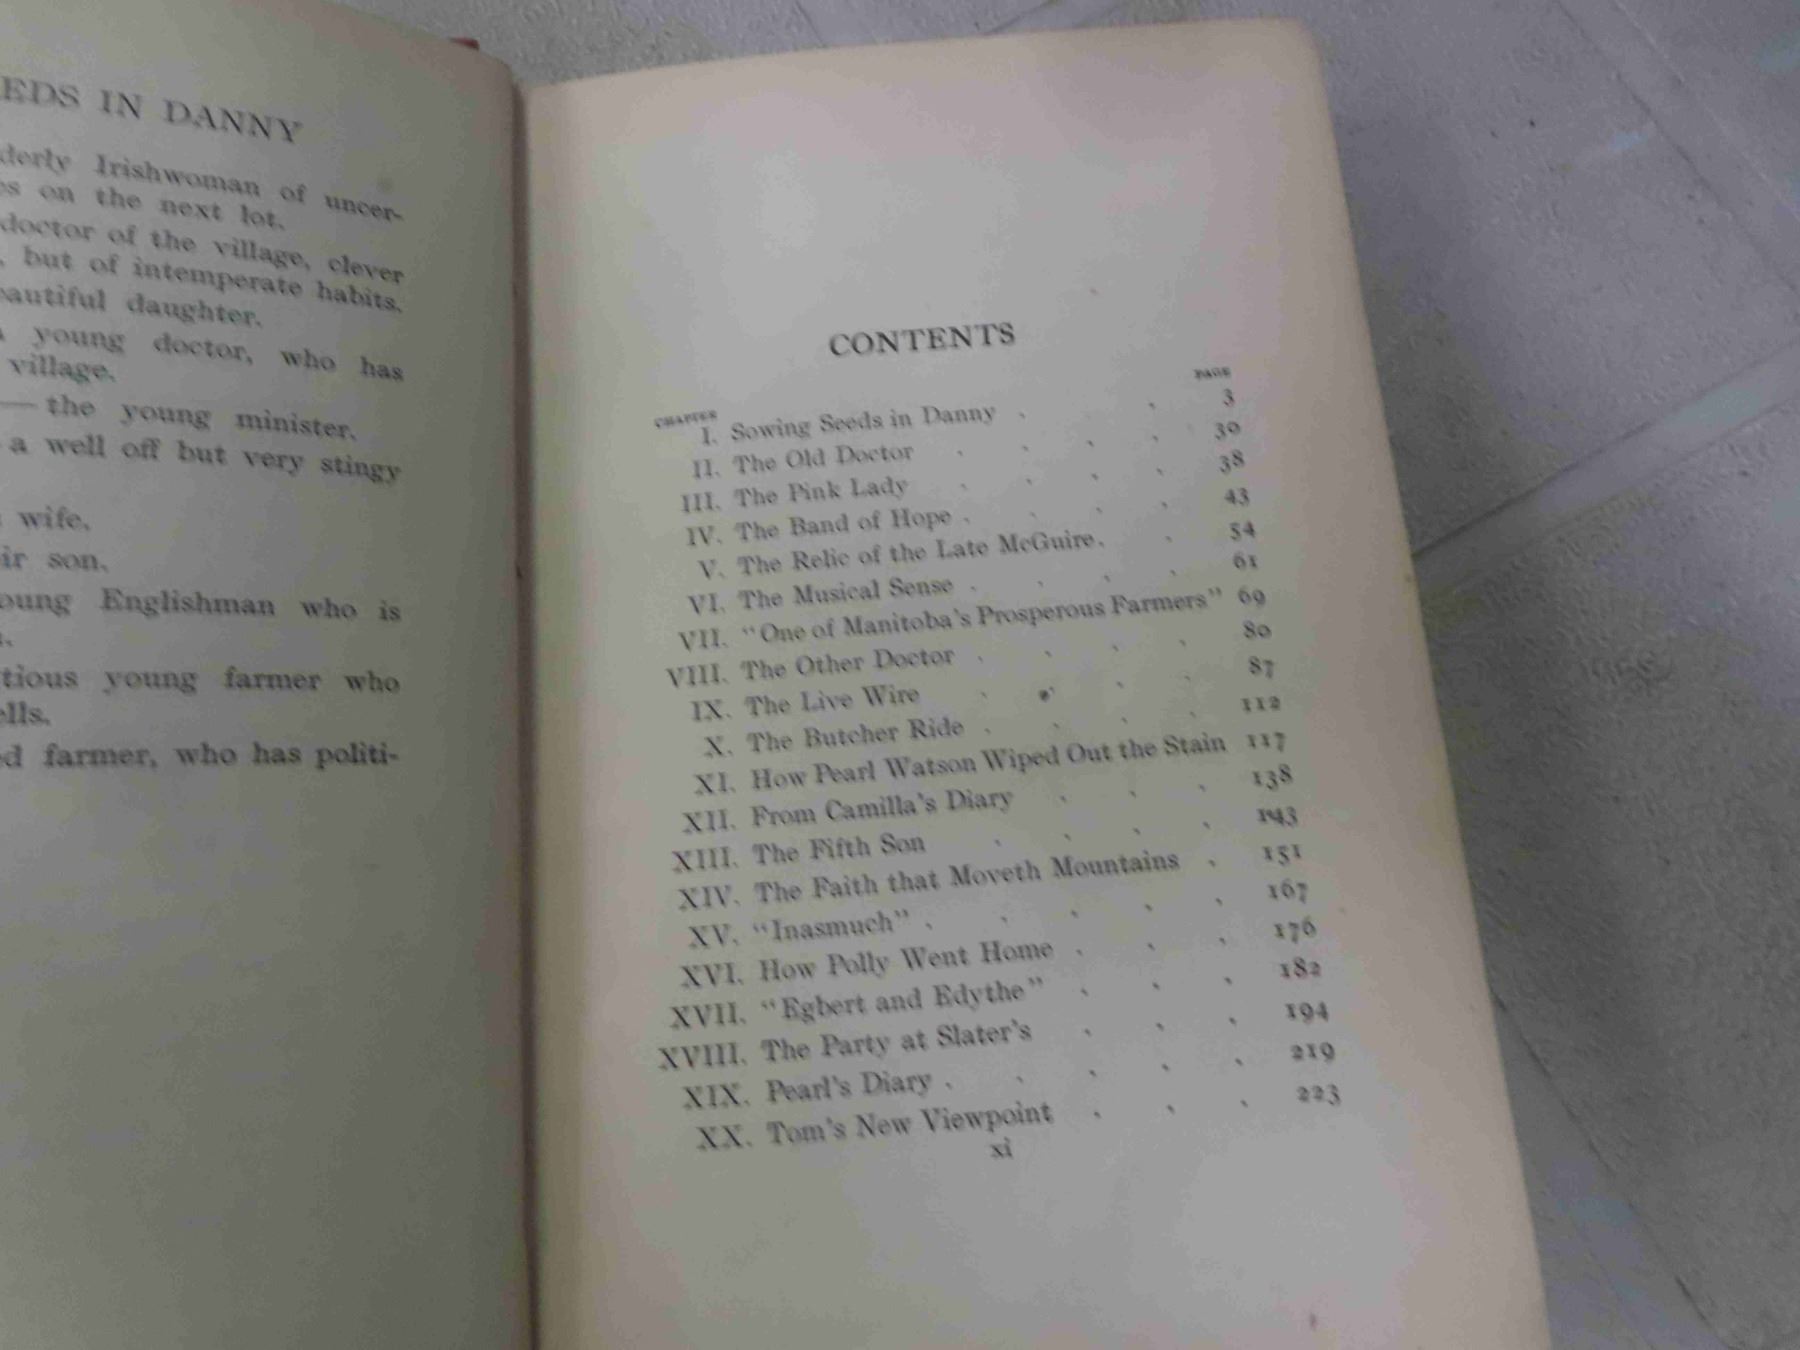 EDS IN DANNY
derly Irishwoman of uncer-
es on the next lot.
doctor of the village, clever
, but of intemperate habits.
eautiful daughter.
young doctor, who has
village.
— the young minister.
a well off but very stingy
wife.
ir son.
oung Englishman who is
tious young farmer who
ells.
ed farmer, who has politi-
CONTENTS
CHAPTER PAGE
I. Sowing Seeds in Danny . . . 3
II. The Old Doctor . . . . 30
III. The Pink Lady . . . . 38
IV. The Band of Hope . . . . 43
V. The Relic of the Late McGuire. . 54
VI. The Musical Sense . . . . 61
VII. "One of Manitoba's Prosperous Farmers" 69
VIII. The Other Doctor . . . . 80
IX. The Live Wire . . . . 87
X. The Butcher Ride . . . . 112
XI. How Pearl Watson Wiped Out the Stain 117
XII. From Camilla's Diary . . . 138
XIII. The Fifth Son . . . . 143
XIV. The Faith that Moveth Mountains . 151
XV. "Inasmuch" . . . . . 167
XVI. How Polly Went Home . . . 176
XVII. "Egbert and Edythe" . . . 182
XVIII. The Party at Slater's . . . 194
XIX. Pearl's Diary . . . . . 219
XX. Tom's New Viewpoint . . . 223
xi